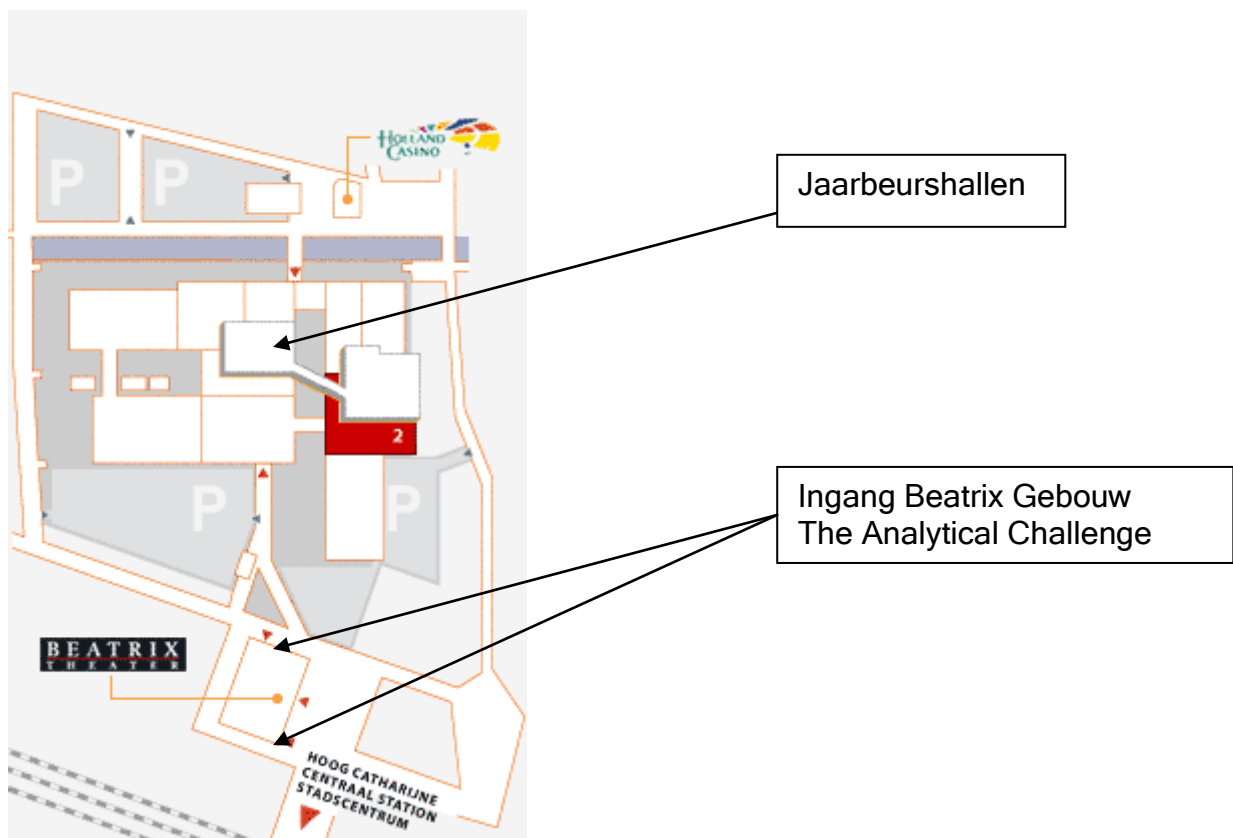 HOLLAND
CASINO
P
P
Jaarbeurshallen
2
P
P
Ingang Beatrix Gebouw
The Analytical Challenge
BEATRIX
THEATER
HOOG CATHARIJNE
CENTRAAL STATION
STADSCENTRUM